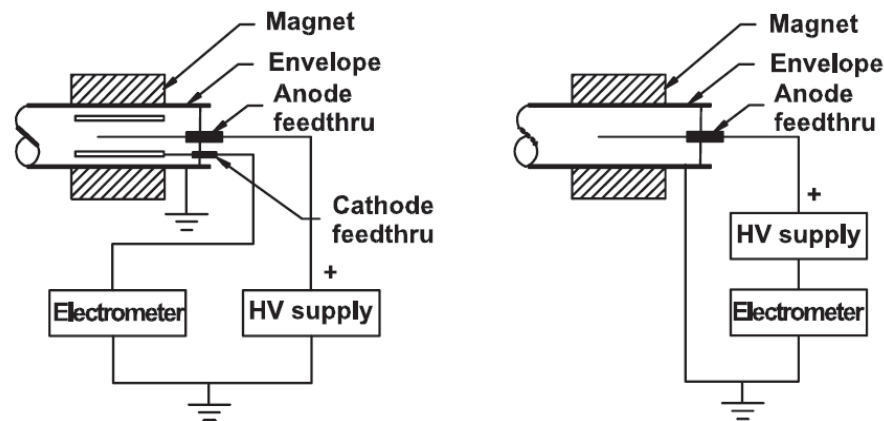 Magnet
Envelope
Anode
feedthru
Cathode
feedthru
+
Electrometer
HV supply
Magnet
Envelope
Anode
feedthru
+
HV supply
Electrometer